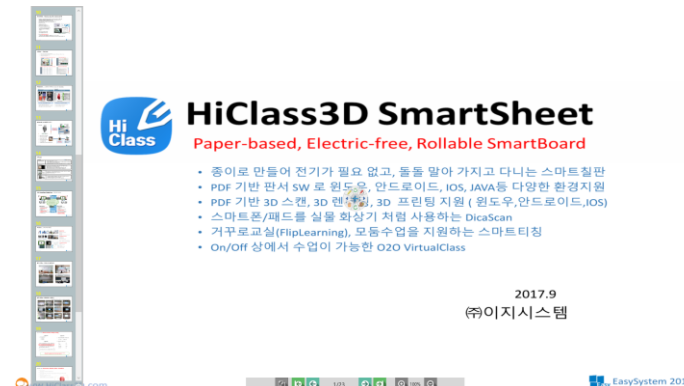 Hi
Class
HiClass3D SmartSheet
Paper-based, Electric-free, Rollable SmartBoard
• 종이로 만들어 전기가 필요 없고, 돌돌 말아 가지고 다니는 스마트칠판
• PDF 기반 판서 SW 로 윈도우, 안드로이드, IOS, JAVA등 다양한 환경지원
• PDF 기반 3D 스캔, 3D 프린팅 지원 ( 윈도우,안드로이드,IOS)
• 스마트폰/패드를 실물 화상기 처럼 사용하는 DicaScan
• 거꾸로교실(FlipLearning), 모둠수업을 지원하는 스마트티칭
• On/Off 상에서 수업이 가능한 O2O VirtualClass
2017.9
㈜이지시스템
1/23
100%
EasySystem